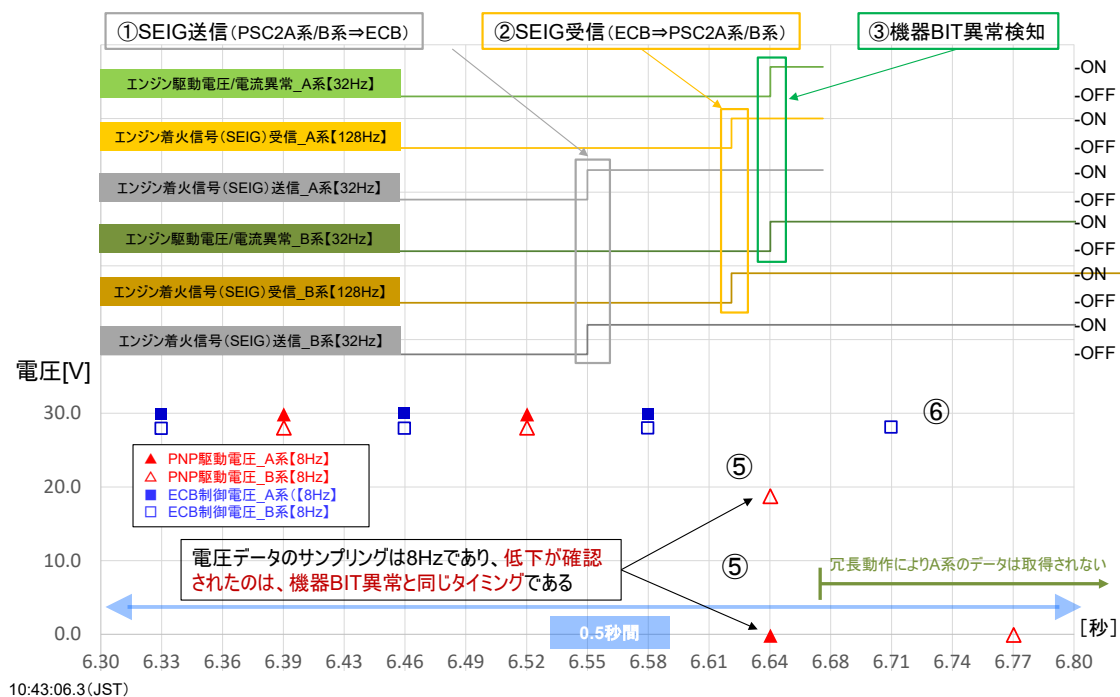 ①SEIG送信(PSC2A系/B系⇒ECB)
②SEIG受信(ECB⇒PSC2A系/B系)
③機器BIT異常検知
エンジン駆動電圧/電流異常_A系【32Hz】
-ON
-OFF
エンジン着火信号(SEIG)受信_A系【128Hz】
-ON
-OFF
エンジン着火信号(SEIG)送信_A系【32Hz】
-ON
-OFF
エンジン駆動電圧/電流異常_B系【32Hz】
-ON
-OFF
エンジン着火信号(SEIG)受信_B系【128Hz】
-ON
-OFF
エンジン着火信号(SEIG)送信_B系【32Hz】
-ON
-OFF
電圧[V]
30.0
20.0
10.0
0.0
⑥
PNP駆動電圧_A系【8Hz】
PNP駆動電圧_B系【8Hz】
ECB制御電圧_A系(【8Hz】
ECB制御電圧_B系【8Hz】
⑤
⑤
電圧データのサンプリングは8Hzであり、低下が確認
されたのは、機器BIT異常と同じタイミングである
冗長動作によりA系のデータは取得されない
0.5秒間
[秒]
6.30 6.33 6.36 6.39 6.43 6.46 6.49 6.52 6.55 6.58 6.61 6.64 6.68 6.71 6.74 6.77 6.80
10:43:06.3(JST)